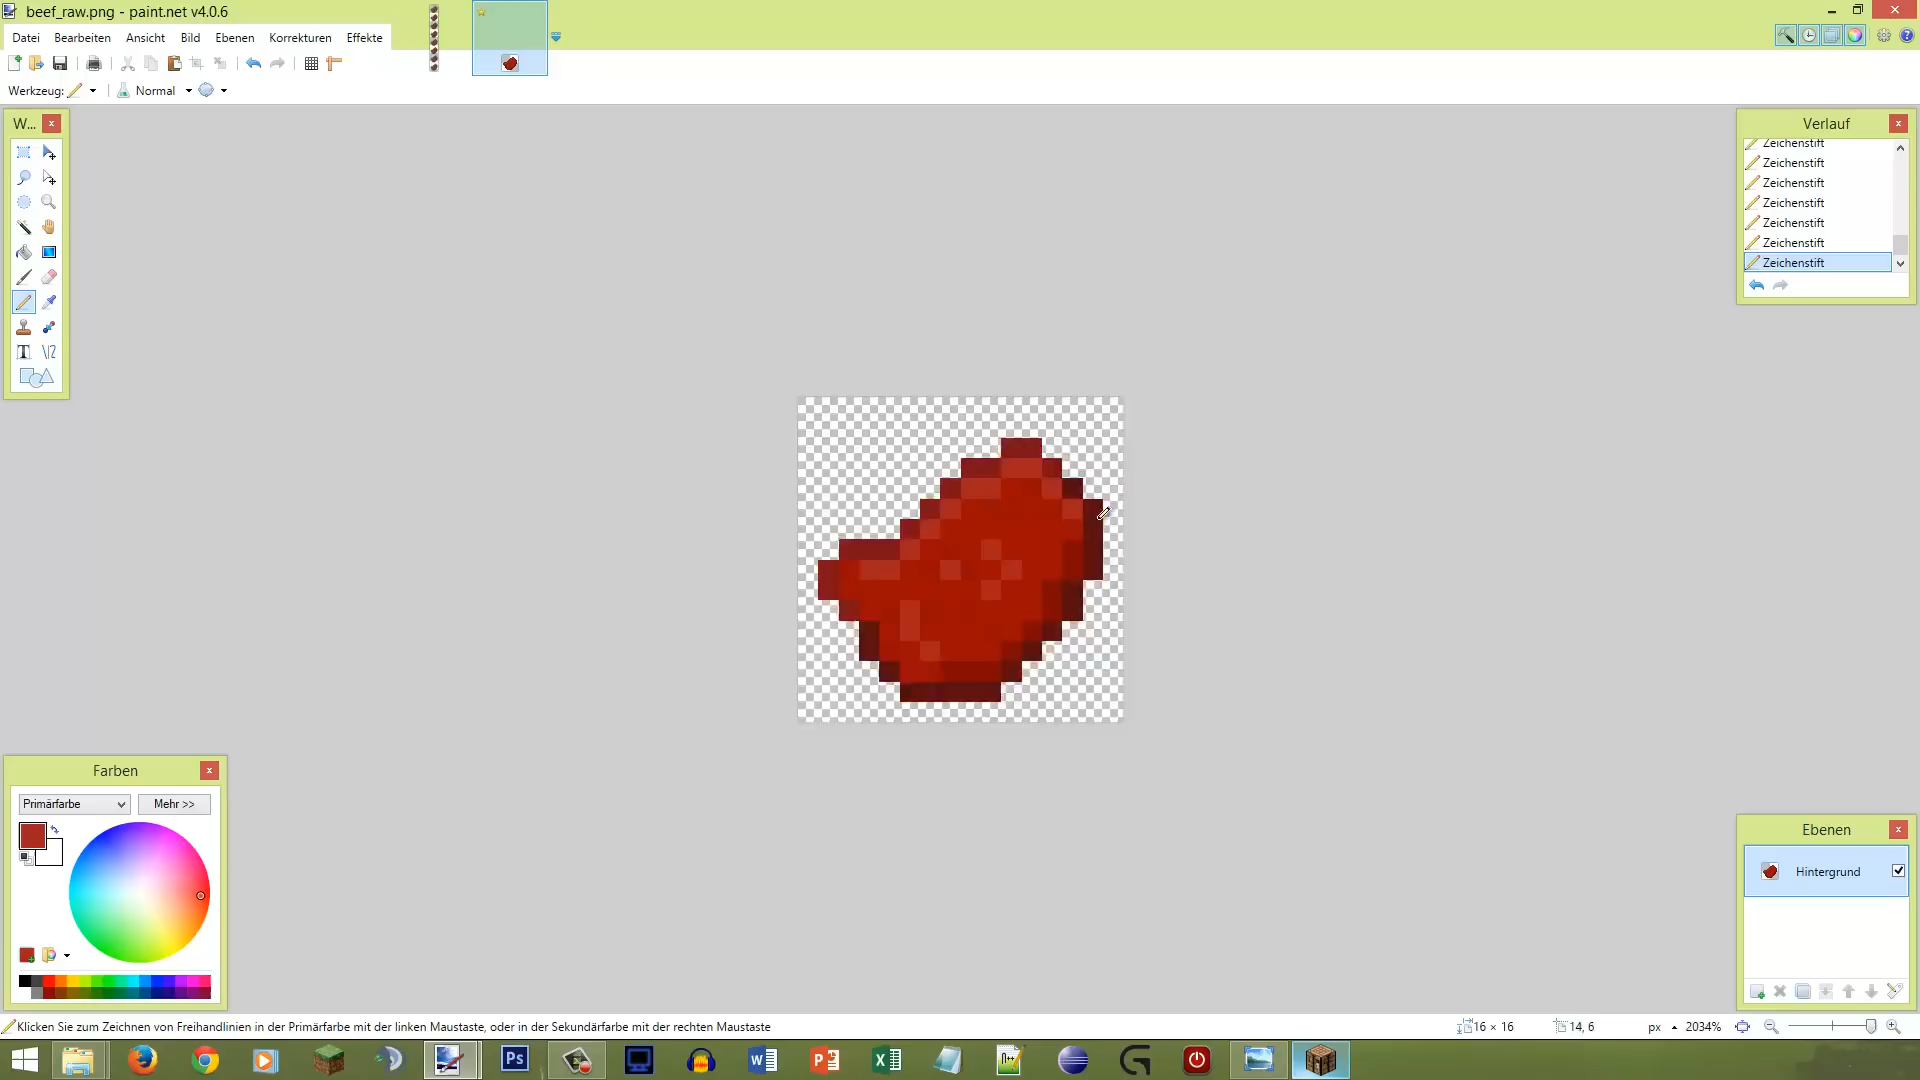 beef_raw.png - paint.net v4.0.6
Datei Bearbeiten Ansicht Bild Ebenen Korrekturen Effekte
Werkzeug: Normal
W...
Verlauf
Zeichenstift
Zeichenstift
Zeichenstift
Zeichenstift
Zeichenstift
Zeichenstift
Zeichenstift
Farben
Primärfarbe Mehr >>
Ebenen
Hintergrund
Klicken Sie zum Zeichnen von Freihandlinien in der Primärfarbe mit der linken Maustaste, oder in der Sekundärfarbe mit der rechten Maustaste
16 × 16 14, 6 px 2034%